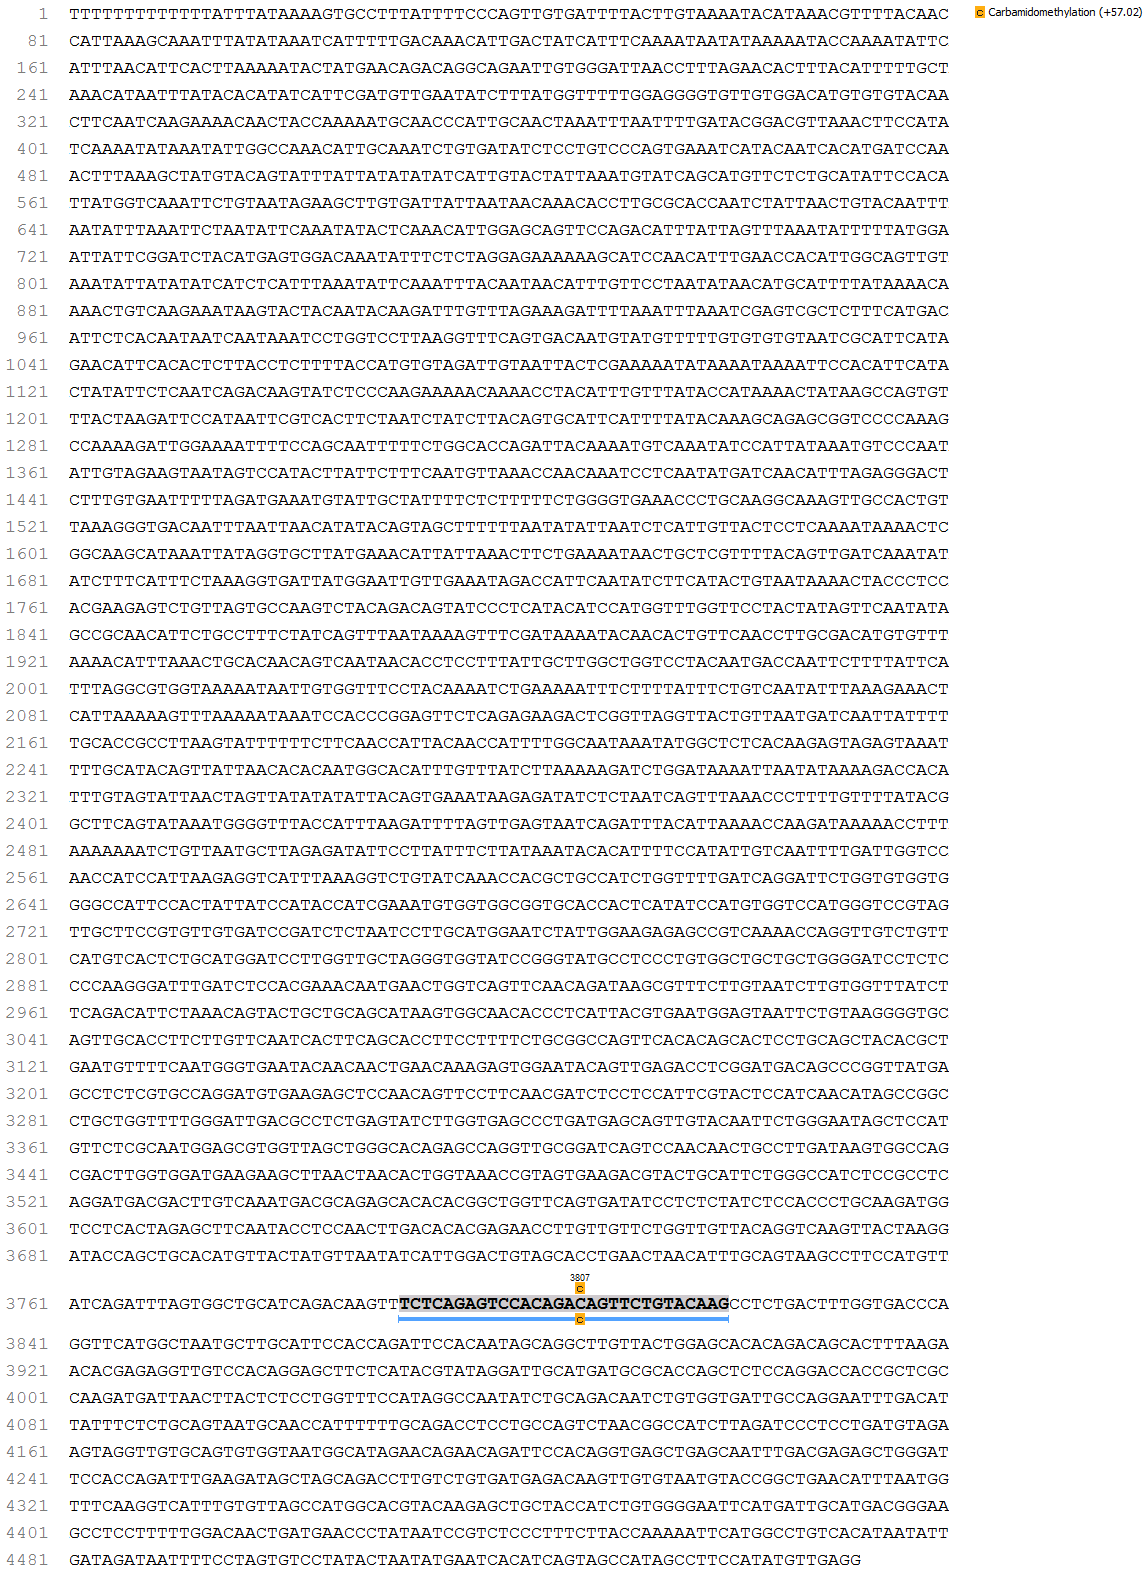 C Carbamidomethylation (+57.02)
1 TTTTTTTTTTTTTTATTTATAAAAGTGCCTTTATTTTCCCAGTTGTGATTTTACTTGTAAAATACATAAACGTTTTACAAC
81 CATTAAAGCAAATTTATATAAATCATTTTTGACAAACATTGACTATCATTTCAAAATAATATAAAAATACCAAAATATTC
161 ATTTAACATTCACTTAAAAATACTATGAACAGACAGGCAGAATTGTGGGATTAACCTTTAGAACACTTTACATTTTTGCT
241 AAACATAATTTATACACATATCATTCGATGTTGAATATCTTTATGGTTTTTGGAGGGGTGTTGTGGACATGTGTGTACAA
321 CTTCAATCAAGAAAACAACTACCAAAAATGCAACCCATTGCAACTAAATTTAATTTTGATACGGACGTTAAACTTCCATA
401 TCAAAATATAAATATTGGCCAAACATTGCAAATCTGTGATATCTCCTGTCCCAGTGAAATCATACAATCACATGATCCAA
481 ACTTTAAAGCTATGTACAGTATTTATTATATATATCATTGTACTATTAAATGTATCAGCATGTTCTCTGCATATTCCACA
561 TTATGGTCAAATTCTGTAATAGAAGCTTGTGATTATTAATAACAAACACCTTGCGCACCAATCTATTAACTGTACAATTT
641 AATATTTAAATTCTAATATTCAAATATACTCAAACATTGGAGCAGTTCCAGACATTTATTAGTTTAAATATTTTTATGGA
721 ATTATTCGGATCTACATGAGTGGACAAATATTTCTCTAGGAGAAAAAAGCATCCAACATTTGAACCACATTGGCAGTTGT
801 AAATATTATATATCATCTCATTTAAATATTCAAATTTACAATAACATTTGTTCCTAATATAACATGCATTTTATAAAACA
881 AAACTGTCAAGAAATAAGTACTACAATACAAGATTTGTTTAGAAAGATTTTAAATTTAAATCGAGTCGCTCTTTCATGAC
961 ATTCTCACAATAATCAATAAATCCTGGTCCTTAAGGTTTCAGTGACAATGTATGTTTTTGTGTGTGTAATCGCATTCATA
1041 GAACATTCACACTCTTACCTCTTTTACCATGTGTAGATTGTAATTACTCGAAAAATATAAAATAAAATTCCACATTCATA
1121 CTATATTCTCAATCAGACAAGTATCTCCCAAGAAAAACAAAACCTACATTTGTTTATACCATAAAACTATAAGCCAGTGT
1201 TTACTAAGATTCCATAATTCGTCACTTCTAATCTATCTTACAGTGCATTCATTTTATACAAAGCAGAGCGGTCCCCAAAG
1281 CCAAAAGATTGGAAAATTTTCCAGCAATTTTTCTGGCACCAGATTACAAAATGTCAAATATCCATTATAAATGTCCCAAT
1361 ATTGTAGAAGTAATAGTCCATACTTATTCTTTCAATGTTAAACCAACAAATCCTCAATATGATCAACATTTAGAGGGACT
1441 CTTTGTGAATTTTTAGATGAAATGTATTGCTATTTTCTCTTTTTCTGGGGTGAAACCCTGCAAGGCAAAGTTGCCACTGT
1521 TAAAGGGTGACAATTTAATTAACATATACAGTAGCTTTTTTAATATATTAATCTCATTGTTACTCCTCAAAATAAAACTC
1601 GGCAAGCATAAATTATAGGTGCTTATGAAACATTATTAAACTTCTGAAAATAACTGCTCGTTTTACAGTTGATCAAATAT
1681 ATCTTTCATTTCTAAAGGTGATTATGGAATTGTTGAAATAGACCATTCAATATCTTCATACTGTAATAAAACTACCCTCC
1761 ACGAAGAGTCTGTTAGTGCCAAGTCTACAGACAGTATCCCTCATACATCCATGGTTTGGTTCCTACTATAGTTCAATATA
1841 GCCGCAACATTCTGCCTTTCTATCAGTTTAATAAAAGTTTCGATAAAATACAACACTGTTCAACCTTGCGACATGTGTTT
1921 AAAACATTTAAACTGCACAACAGTCAATAACACCTCCTTTATTGCTTGGCTGGTCCTACAATGACCAATTCTTTTATTCA
2001 TTTAGGCGTGGTAAAAATAATTGTGGTTTCCTACAAAATCTGAAAAATTTCTTTTATTTCTGTCAATATTTAAAGAAACT
2081 CATTAAAAAGTTTAAAAATAAATCCACCCGGAGTTCTCAGAGAAGACTCGGTTAGGTTACTGTTAATGATCAATTATTTT
2161 TGCACCGCCTTAAGTATTTTTTCTTCAACCATTACAACCATTTTGGCAATAAATATGGCTCTCACAAGAGTAGAGTAAAT
2241 TTTGCATACAGTTATTAACACACAATGGCACATTTGTTTATCTTAAAAAGATCTGGATAAAATTAATATAAAAGACCACA
2321 TTTGTAGTATTAACTAGTTATATATATTACAGTGAAATAAGAGATATCTCTAATCAGTTTAAACCCTTTTGTTTTATACG
2401 GCTTCAGTATAAATGGGGTTTACCATTTAAGATTTTAGTTGAGTAATCAGATTTACATTAAAACCAAGATAAAAACCTTT
2481 AAAAAAATCTGTTAATGCTTAGAGATATTCCTTATTTCTTATAAATACACATTTTCCATATTGTCAATTTTGATTGGTCC
2561 AACCATCCATTAAGAGGTCATTTAAAGGTCTGTATCAAACCACGCTGCCATCTGGTTTTGATCAGGATTCTGGTGTGGTG
2641 GGGCCATTCCACTATTATCCATACCATCGAAATGTGGTGGCGGTGCACCACTCATATCCATGTGGTCCATGGGTCCGTAG
2721 TTGCTTCCGTGTTGTGATCCGATCTCTAATCCTTGCATGGAATCTATTGGAAGAGAGCCGTCAAAACCAGGTTGTCTGTT
2801 CATGTCACTCTGCATGGATCCTTGGTTGCTAGGGTGGTATCCGGGTATGCCTCCCTGTGGCTGCTGCTGGGGATCCTCTC
2881 CCCAAGGGATTTGATCTCCACGAAACAATGAACTGGTCAGTTCAACAGATAAGCGTTTCTTGTAATCTTGTGGTTTATCT
2961 TCAGACATTCTAAACAGTACTGCTGCAGCATAAGTGGCAACACCCTCATTACGTGAATGGAGTAATTCTGTAAGGGGTGC
3041 AGTTGCACCTTCTTGTTCAATCACTTCAGCACCTTCCTTTTCTGCGGCCAGTTCACACAGCACTCCTGCAGCTACACGCT
3121 GAATGTTTTCAATGGGTGAATACAACAACTGAACAAAGAGTGGAATACAGTTGAGACCTCGGATGACAGCCCGGTTATGA
3201 GCCTCTCGTGCCAGGATGTGAAGAGCTCCAACAGTTCCTTCAACGATCTCCTCCATTCGTACTCCATCAACATAGCCGGC
3281 CTGCTGGTTTTGGGATTGACGCCTCTGAGTATCTTGGTGAGCCCTGATGAGCAGTTGTACAATTCTGGGAATAGCTCCAT
3361 GTTCTCGCAATGGAGCGTGGTTAGCTGGGCACAGAGCCAGGTTGCGGATCAGTCCAACAACTGCCTTGATAAGTGGCCAG
3441 CGACTTGGTGGATGAAGAAGCTTAACTAACACTGGTAAACCGTAGTGAAGACGTACTGCATTCTGGGCCATCTCCGCCTC
3521 AGGATGACGACTTGTCAAATGACGCAGAGCACACACGGCTGGTTCAGTGATATCCTCTCTATCTCCACCCTGCAAGATGG
3601 TCCTCACTAGAGCTTCAATACCTCCAACTTGACACACGAGAACCTTGTTGTTCTGGTTGTTACAGGTCAAGTTACTAAGG
3681 ATACCAGCTGCACATGTTACTATGTTAATATCATTGGACTGTAGCACCTGAACTAACATTTGCAGTAAGCCTTCCATGTT
3807
C
3761 ATCAGATTTAGTGGCTGCATCAGACAAGTTTCTCAGAGTCCACAGACAGTTCTGTACAAGCCTCTGACTTTGGTGACCCA
C
3841 GGTTCATGGCTAATGCTTGCATTCCACCAGATTCCACAATAGCAGGCTTGTTACTGGAGCACACAGACAGCACTTTAAGA
3921 ACACGAGAGGTTGTCCACAGGAGCTTCTCATACGTATAGGATTGCATGATGCGCACCAGCTCTCCAGGACCACCGCTCGC
4001 CAAGATGATTAACTTACTCTCCTGGTTTCCATAGGCCAATATCTGCAGACAATCTGTGGTGATTGCCAGGAATTTGACAT
4081 TATTTCTCTGCAGTAATGCAACCATTTTTTGCAGACCTCCTGCCAGTCTAACGGCCATCTTAGATCCCTCCTGATGTAGA
4161 AGTAGGTTGTGCAGTGTGGTAATGGCATAGAACAGAACAGATTCCACAGGTGAGCTGAGCAATTTGACGAGAGCTGGGAT
4241 TCCACCAGATTTGAAGATAGCTAGCAGACCTTGTCTGTGATGAGACAAGTTGTGTAATGTACCGGCTGAACATTTAATGG
4321 TTTCAAGGTCATTTGTGTTAGCCATGGCACGTACAAGAGCTGCTACCATCTGTGGGGAATTCATGATTGCATGACGGGAA
4401 GCCTCCTTTTTGGACAACTGATGAACCCTATAATCCGTCTCCCTTTCTTACCAAAAATTCATGGCCTGTCACATAATATT
4481 GATAGATAATTTTCCTAGTGTCCTATACTAATATGAATCACATCAGTAGCCATAGCCTTCCATATGTTGAGG